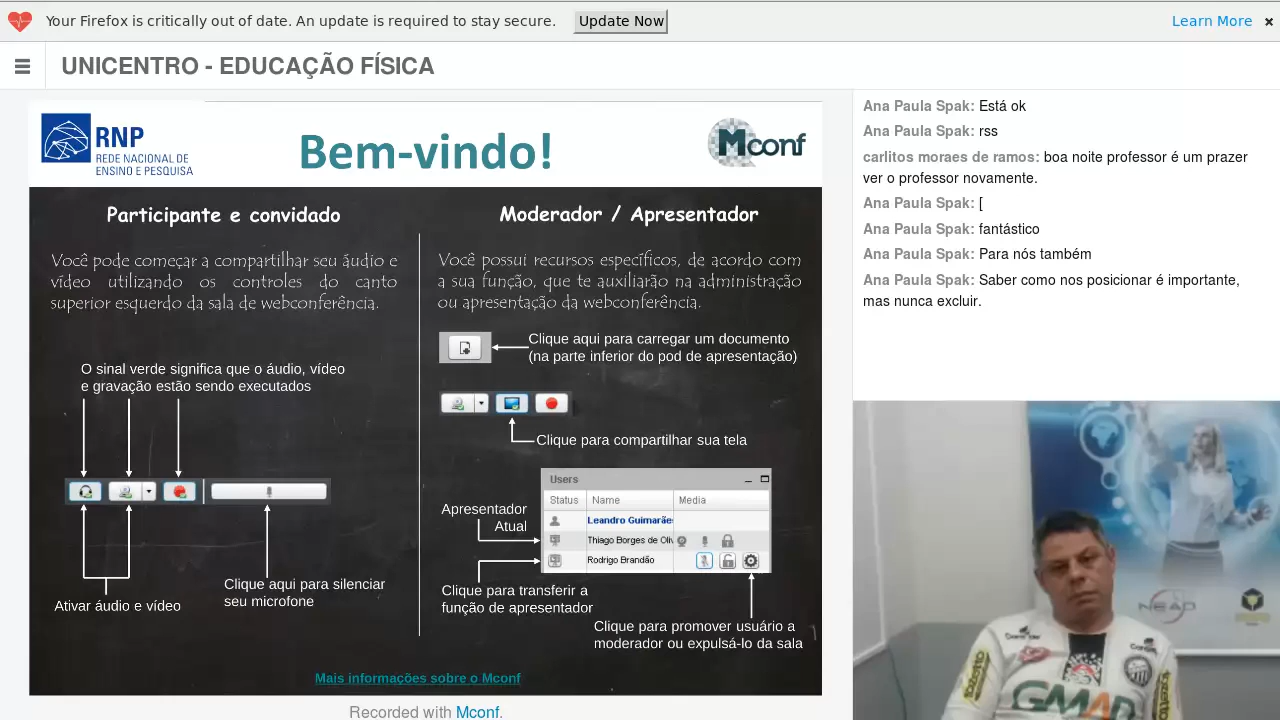 Your Firefox is critically out of date. An update is required to stay secure.
Update Now
Learn More
UNICENTRO - EDUCAÇÃO FÍSICA
RNP
REDE NACIONAL DE
ENSINO E PESQUISA
Bem-vindo!
Mconf
Participante e convidado
Você pode começar a compartilhar seu áudio e
vídeo utilizando os controles do canto
superior esquerdo da sala de webconferência.
O sinal verde significa que o áudio, vídeo
e gravação estão sendo executados
Ativar áudio e vídeo
Clique aqui para silenciar
seu microfone
Moderador / Apresentador
Você possui recursos específicos, de acordo com
a sua função, que te auxiliarão na administração
ou apresentação da webconferência.
Clique aqui para carregar um documento
(na parte inferior do pod de apresentação)
Clique para compartilhar sua tela
Users
Status Name Media
Leandro Guimarães
Thiago Borges de Oliv
Rodrigo Brandão
Apresentador
Atual
Clique para transferir a
função de apresentador
Clique para promover usuário a
moderador ou expulsá-lo da sala
Mais informações sobre o Mconf
Recorded with Mconf.
Ana Paula Spak: Está ok
Ana Paula Spak: rss
carlitos moraes de ramos: boa noite professor é um prazer
ver o professor novamente.
Ana Paula Spak: [
Ana Paula Spak: fantástico
Ana Paula Spak: Para nós também
Ana Paula Spak: Saber como nos posicionar é importante,
mas nunca excluir.
NEAD